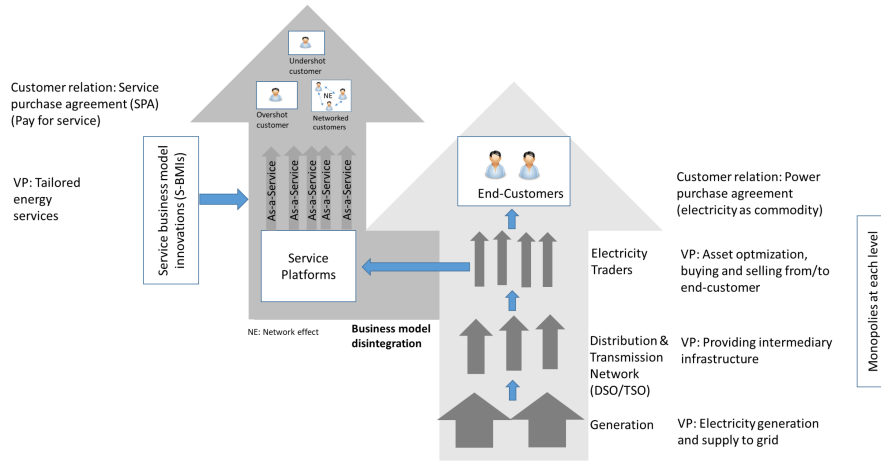 Undershot
customer
NE
Overshot
customer
Networked
customers
Customer relation: Service
purchase agreement (SPA)
(Pay for service)
VP: Tailored
energy
services
Service business model
innovations (S-BMIs)
As-a-Service
As-a-Service
As-a-Service
As-a-Service
As-a-Service
Service
Platforms
NE: Network effect
Business model
disintegration
End-Customers
Customer relation: Power
purchase agreement
(electricity as commodity)
Electricity
Traders
VP: Asset optmization,
buying and selling from/to
end-customer
Distribution &
Transmission
Network
(DSO/TSO)
VP: Providing intermediary
infrastructure
Generation
VP: Electricity generation
and supply to grid
Monopolies at each level